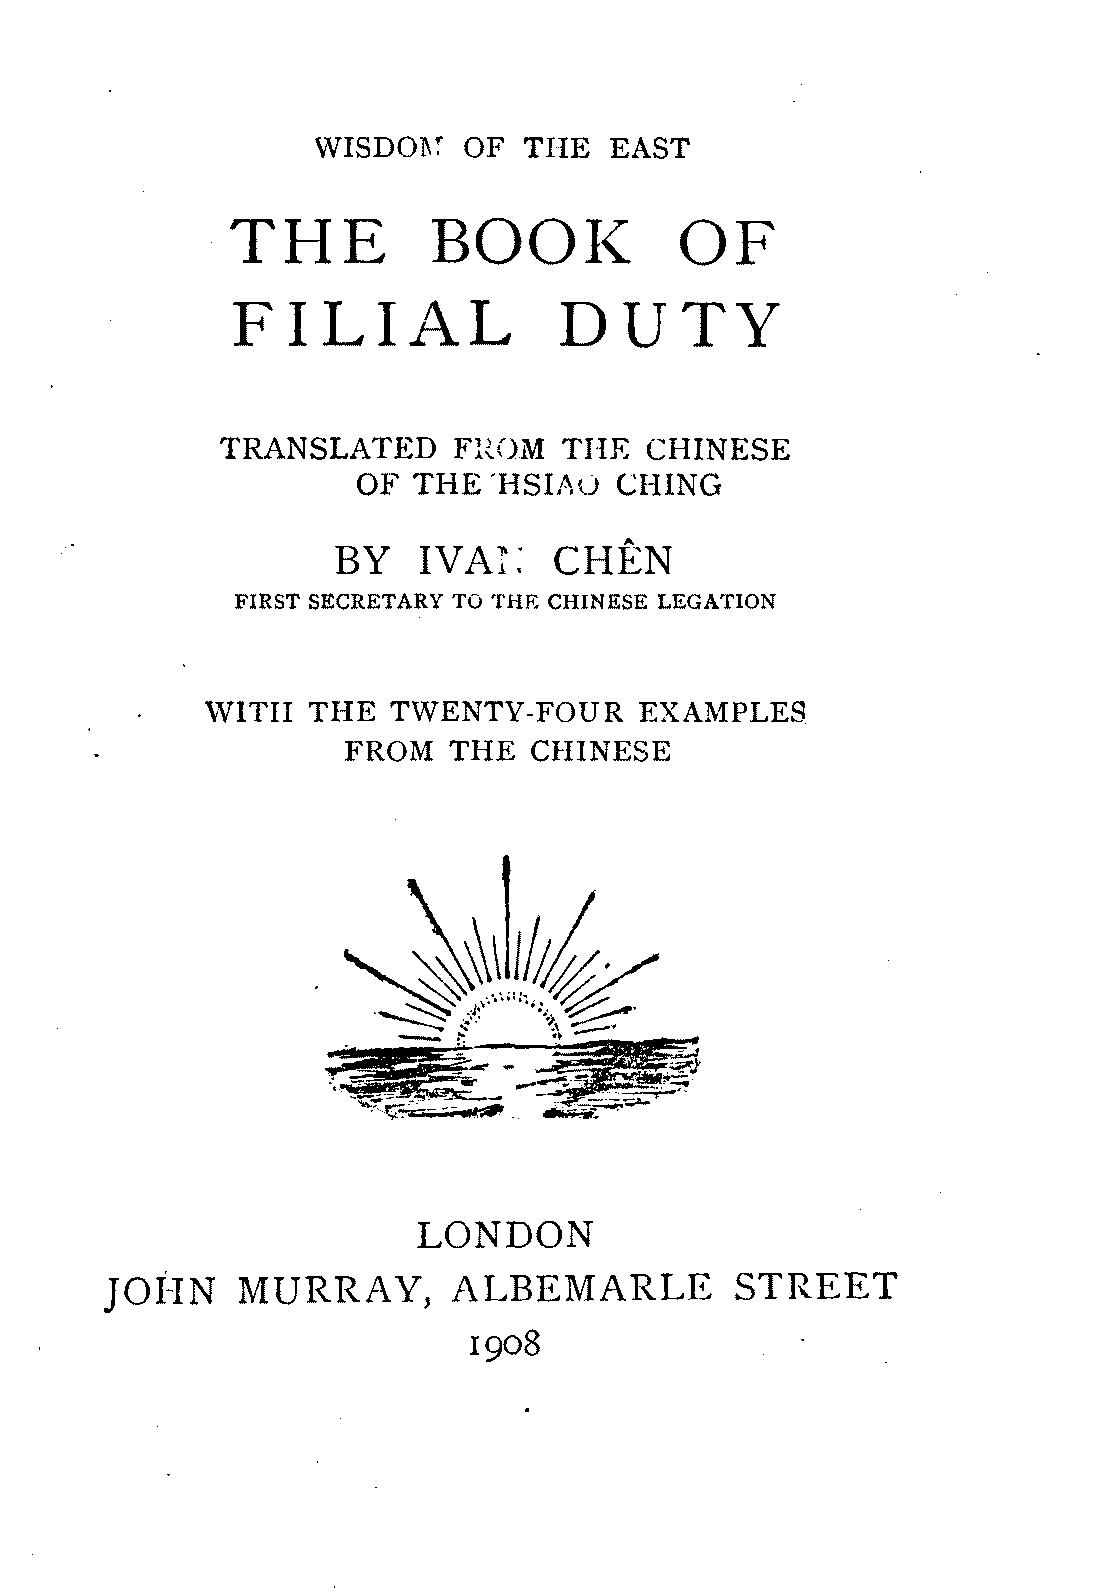 WISDOM OF THE EAST
THE BOOK OF
FILIAL DUTY
TRANSLATED FROM THE CHINESE
OF THE HSIAO CHING
BY IVAN CHÊN
FIRST SECRETARY TO THE CHINESE LEGATION
WITH THE TWENTY-FOUR EXAMPLES
FROM THE CHINESE
LONDON
JOHN MURRAY, ALBEMARLE STREET
1908